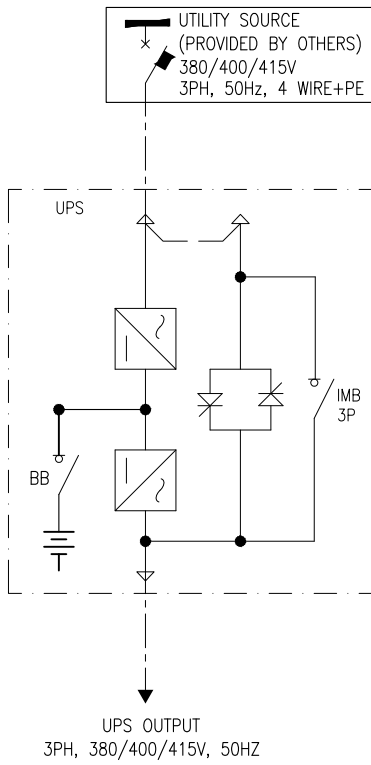 UTILITY SOURCE
(PROVIDED BY OTHERS)
380/400/415V
3PH, 50Hz, 4 WIRE+PE
UPS
IMB
3P
BB
UPS OUTPUT
3PH, 380/400/415V, 50HZ